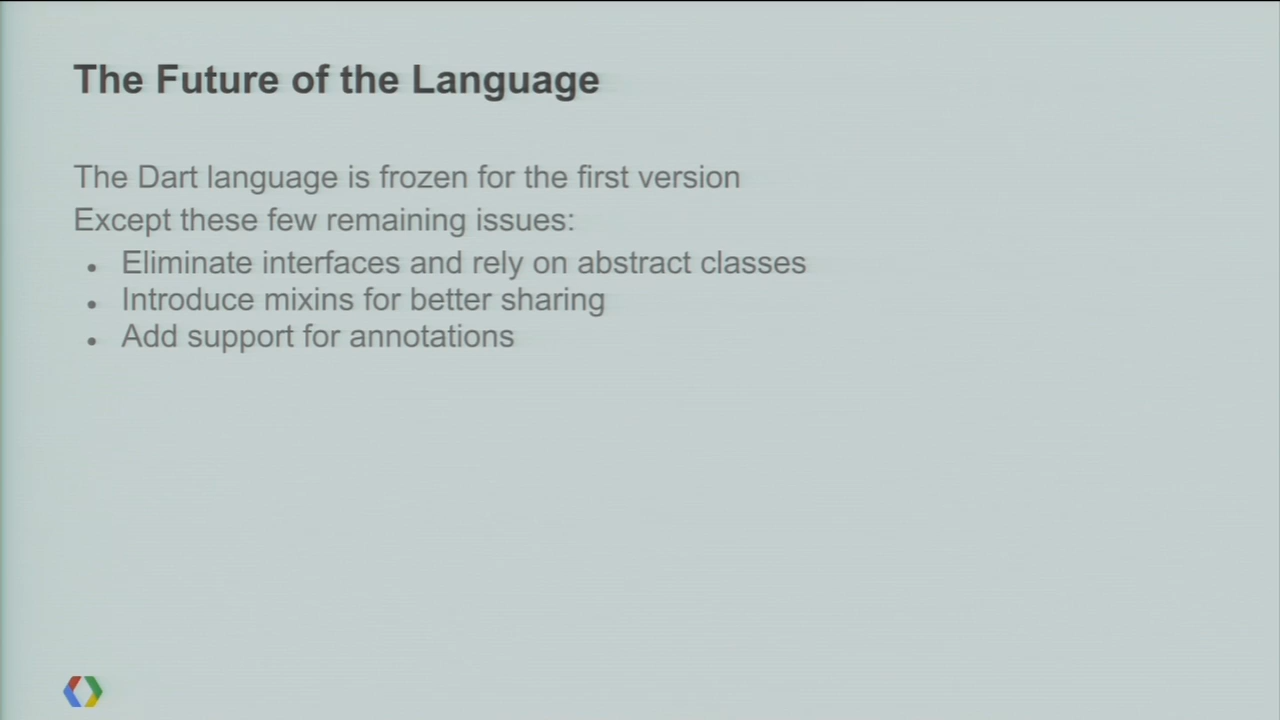 The Future of the Language
The Dart language is frozen for the first version
Except these few remaining issues:
• Eliminate interfaces and rely on abstract classes
• Introduce mixins for better sharing
• Add support for annotations